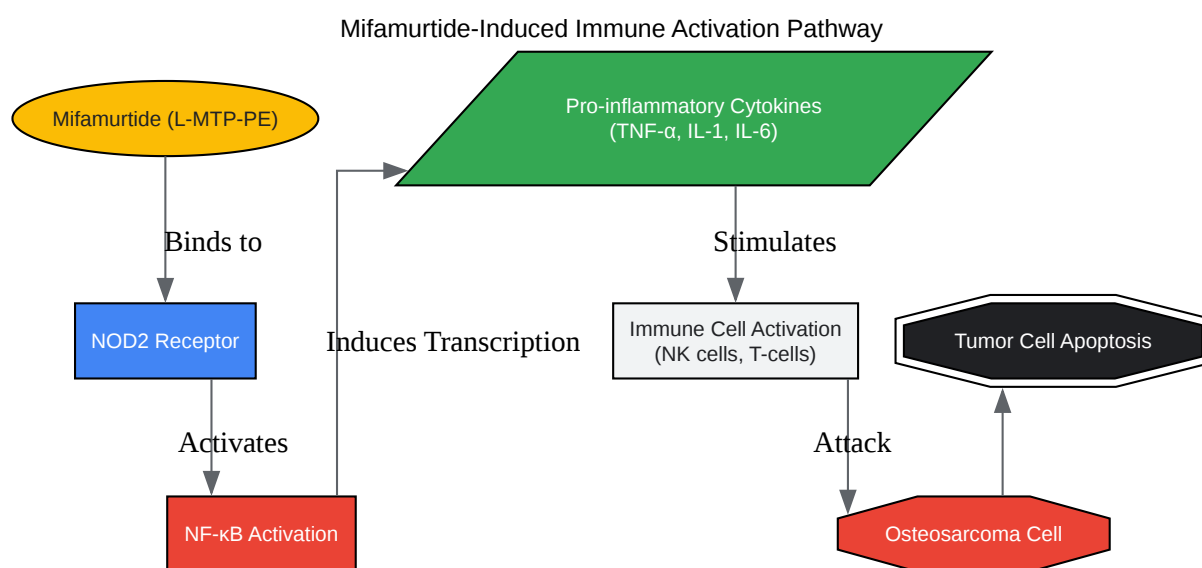 Mifamurtide-Induced Immune Activation Pathway
Mifamurtide (L-MTP-PE)
Binds to
NOD2 Receptor
Activates
NF-κB Activation
Induces Transcription
Pro-inflammatory Cytokines
(TNF-α, IL-1, IL-6)
Stimulates
Immune Cell Activation
(NK cells, T-cells)
Attack
Osteosarcoma Cell
Tumor Cell Apoptosis